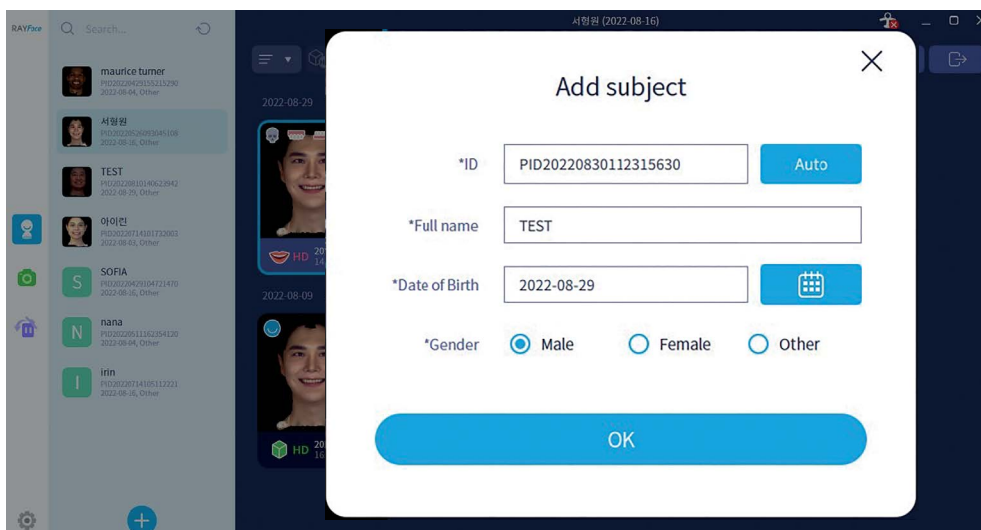 RAYFace
Search...
maurice turner
PID20220429155215290
2022-08-04, Other
서형원
2022-08-16, Other
TEST
PID20220810140623942
2022-08-29, Other
아이린
PID20220714101732003
2022-08-03, Other
SOFIA
PID20220429104721470
2022-08-16, Other
nana
PID20220511162354120
2022-08-04, Other
irin
PID20220714105112221
2022-08-16, Other
S
N
I
서형원 (2022-08-16)
2022-08-29
HD
2022-08-09
HD
Add subject
*ID
PID20220830112315630
Auto
*Full name
TEST
*Date of Birth
2022-08-29
*Gender
Male
Female
Other
OK